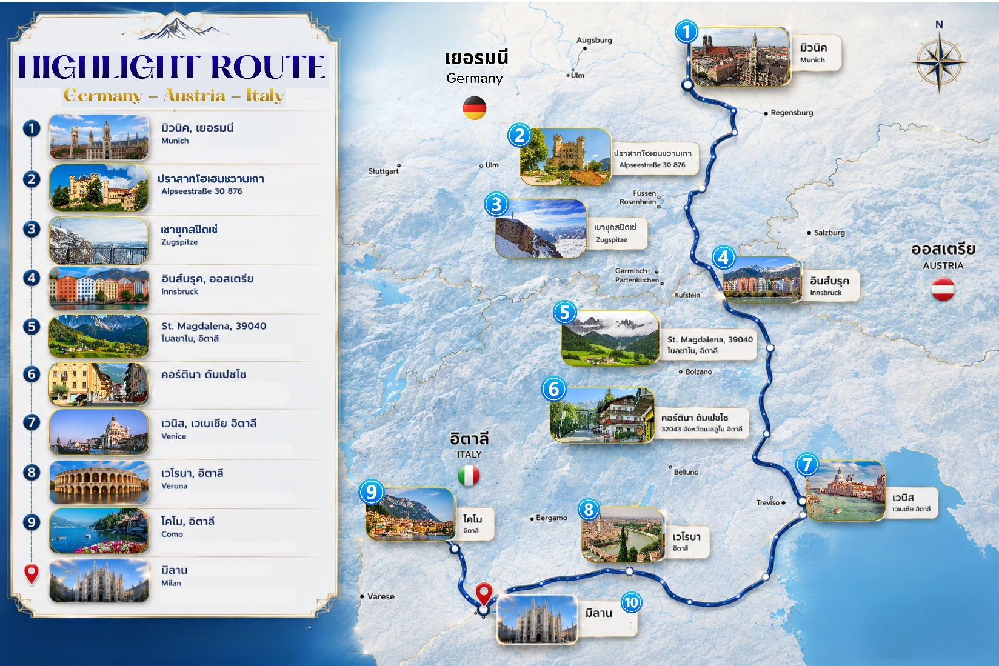 HIGHLIGHT ROUTE
Germany – Austria – Italy
1
มิวนิค, เยอรมนี
Munich
2
ปราสาทโฮเฮนชวานเกา
Alpseestraße 30 876
3
เขาซุกสปิตเซ่
Zugspitze
4
อินส์บรุค, ออสเตรีย
Innsbruck
5
St. Magdalena, 39040
โบลซาโน, อิตาลี
6
คอร์ตินา ดัมเปซโซ
7
เวนิส, เวเนเซีย อิตาลี
Venice
8
เวโรนา, อิตาลี
Verona
9
โคโม, อิตาลี
Como
มิลาน
Milan
เยอรมนี
Germany
Augsburg
Ulm
1
มิวนิค
Munich
N
Regensburg
2
ปราสาทโฮเฮนชวานเกา
Alpseestraße 30 876
Stuttgart
Ulm
Füssen
Rosenheim
3
เขาซุกสปิตเซ่
Zugspitze
Salzburg
ออสเตรีย
AUSTRIA
4
อินส์บรุค
Innsbruck
Garmisch-
Partenkirchen
Kufstein
5
St. Magdalena, 39040
โบลซาโน, อิตาลี
Bolzano
6
คอร์ตินา ดัมเปซโซ
32043 จังหวัดเบลลูโน อิตาลี
อิตาลี
ITALY
Belluno
7
เวนิส
เวเนเซีย อิตาลี
Treviso
9
โคโม
อิตาลี
Bergamo
8
เวโรบา
อิตาลี
Varese
10
มิลาน